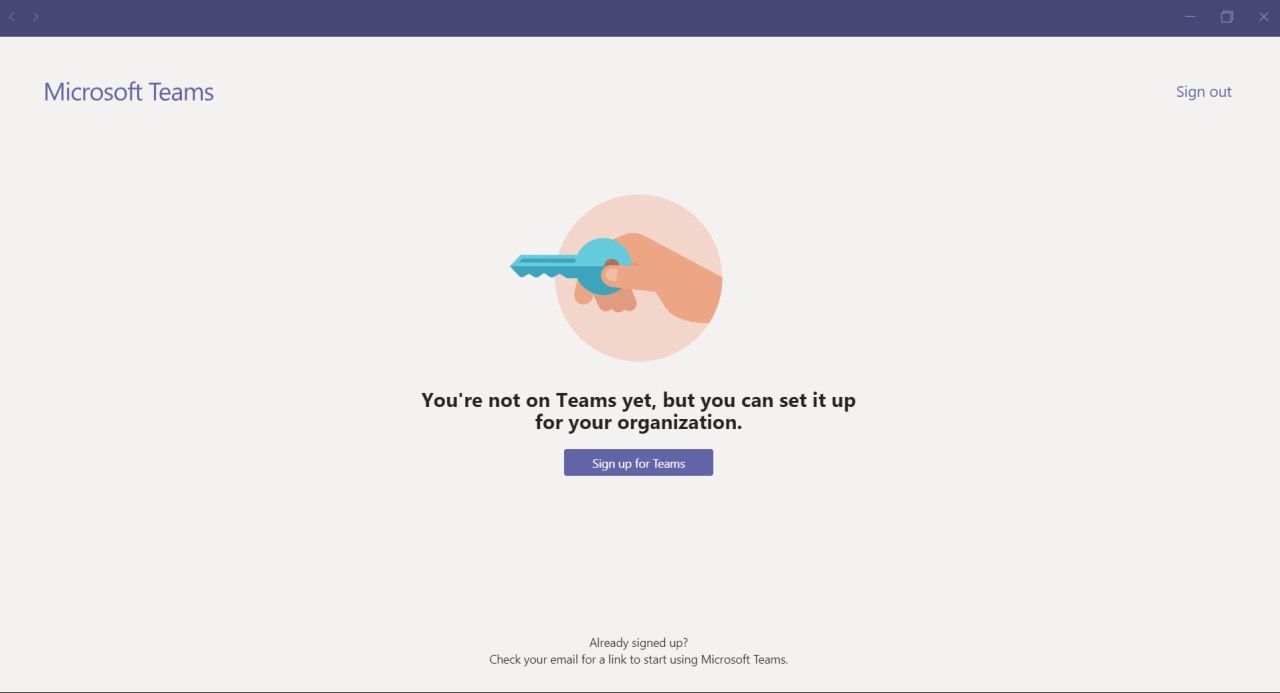 Microsoft Teams
Sign out
You're not on Teams yet, but you can set it up
for your organization.
Sign up for Teams
Already signed up?
Check your email for a link to start using Microsoft Teams.